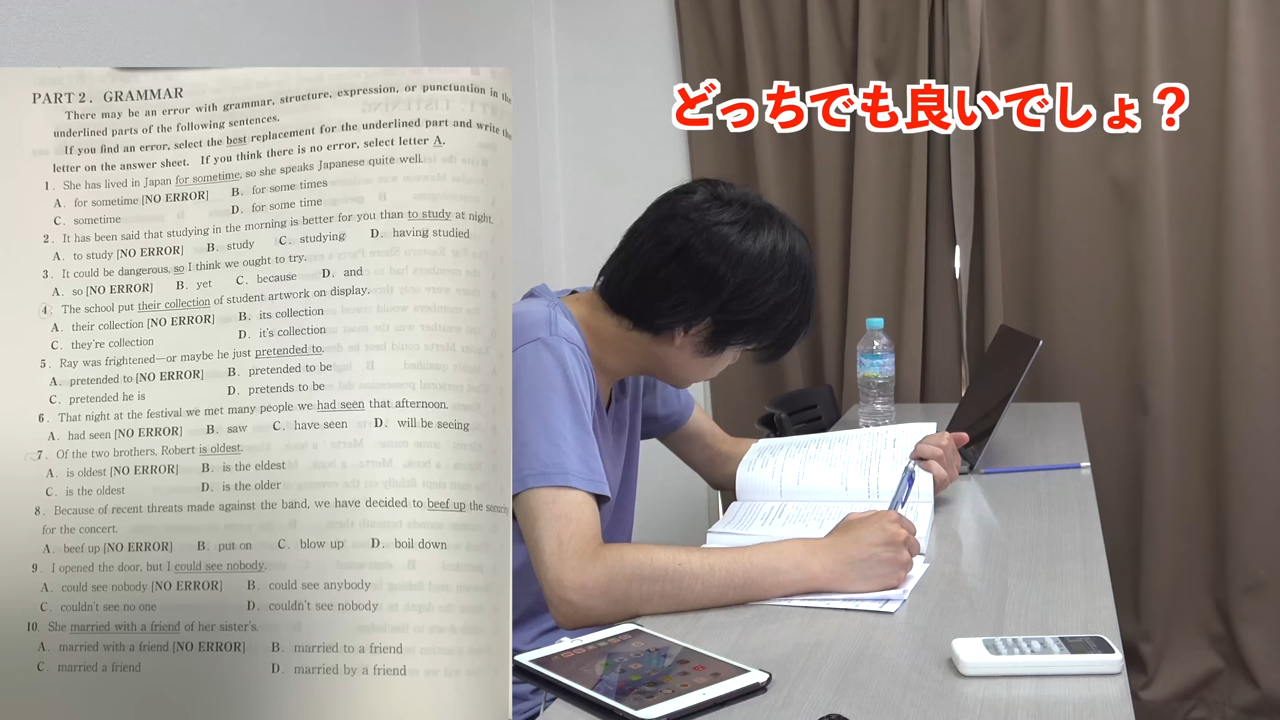 どっちでも良いでしょ？
PART 2. GRAMMAR
There may be an error with grammar, structure, expression, or punctuation in the
underlined parts of the following sentences.
If you find an error, select the best replacement for the underlined part and write the
letter on the answer sheet. If you think there is no error, select letter A.
1. She has lived in Japan for sometime, so she speaks Japanese quite well.
A. for sometime [NO ERROR] B. for some times
C. sometime D. for some time
2. It has been said that studying in the morning is better for you than to study at night.
A. to study [NO ERROR] B. study C. studying D. having studied
3. It could be dangerous, so I think we ought to try.
A. so [NO ERROR] B. yet C. because D. and
4. The school put their collection of student artwork on display.
A. their collection [NO ERROR] B. its collection
C. they're collection D. it's collection
5. Ray was frightened—or maybe he just pretended to.
A. pretended to [NO ERROR] B. pretended to be
C. pretended he is D. pretends to be
6. That night at the festival we met many people we had seen that afternoon.
A. had seen [NO ERROR] B. saw C. have seen D. will be seeing
7. Of the two brothers, Robert is oldest.
A. is oldest [NO ERROR] B. is the eldest
C. is the oldest D. is the older
8. Because of recent threats made against the band, we have decided to beef up the security
for the concert.
A. beef up [NO ERROR] B. put on C. blow up D. boil down
9. I opened the door, but I could see nobody.
A. could see nobody [NO ERROR] B. could see anybody
C. couldn't see no one D. couldn't see nobody
10. She married with a friend of her sister's.
A. married with a friend [NO ERROR] B. married to a friend
C. married a friend D. married by a friend